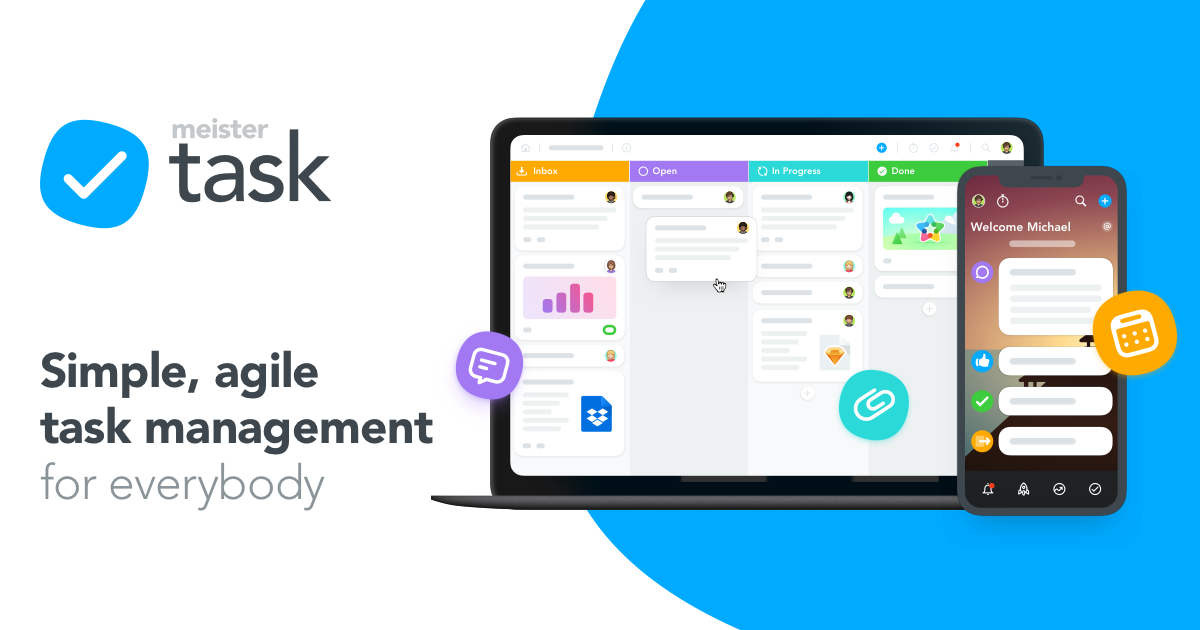 meister
task
Simple, agile
task management
for everybody
Inbox
Open
In Progress
Done
Welcome Michael